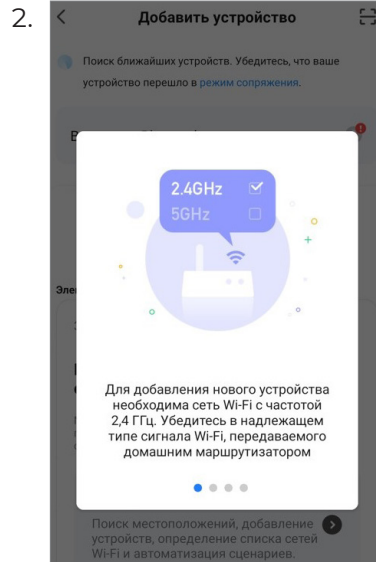 2.
Добавить устройство
Поиск ближайших устройств. Убедитесь, что ваше
устройство перешло в режим сопряжения.
2.4GHz
5GHz
Для добавления нового устройства
необходима сеть Wi-Fi с частотой
2,4 ГГц. Убедитесь в надлежащем
типе сигнала Wi-Fi, передаваемого
домашним маршрутизатором
Поиск местоположений, добавление
устройств, определение списка сетей
Wi-Fi и автоматизация сценариев.